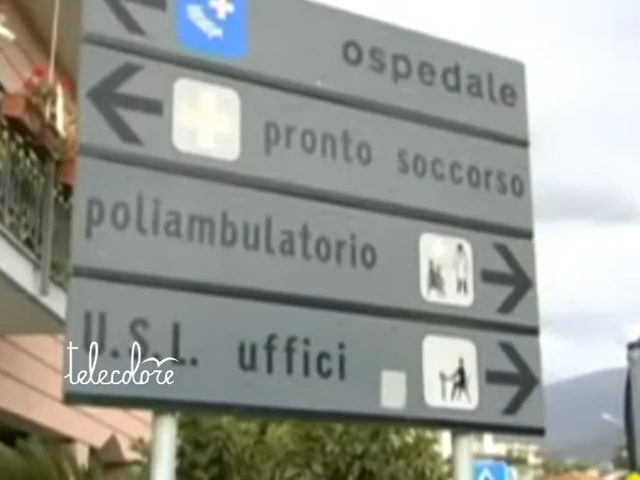 ospedale
pronto soccorso
poliambulatorio
U.S.L. uffici
telecolore